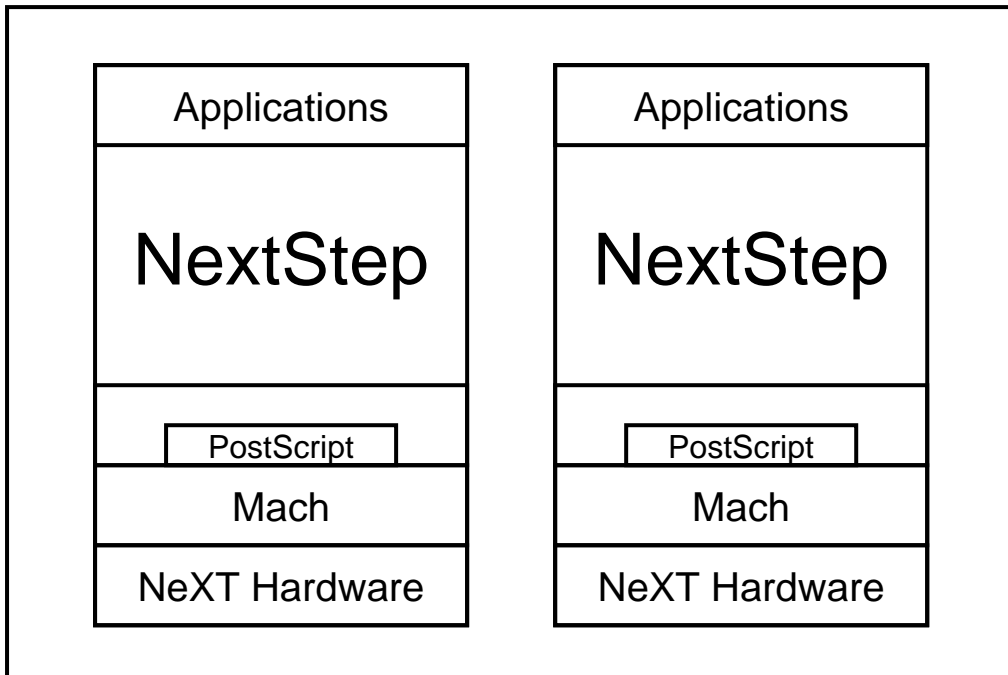 Applications
NextStep
PostScript
Mach
NeXT Hardware
Applications
NextStep
PostScript
Mach
NeXT Hardware